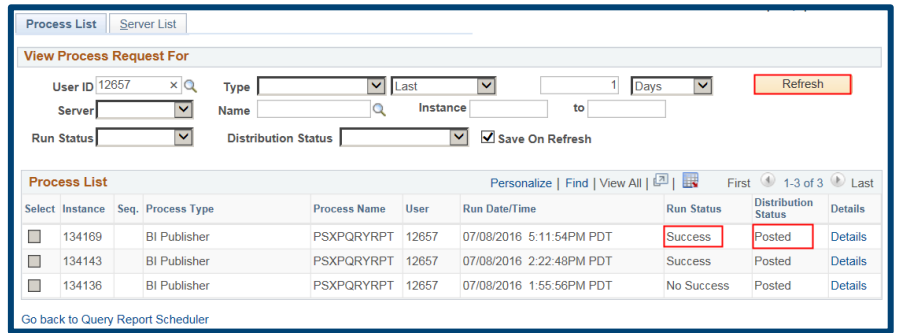 Process List Server List
View Process Request For
User ID 12657 Type Last 1 Days Refresh
Server Name Instance to
Run Status Distribution Status Save On Refresh
Process List Personalize | Find | View All | | First 1-3 of 3 Last
Select Instance Seq. Process Type Process Name User Run Date/Time Run Status Distribution Status Details
134169 BI Publisher PSXPQRYRPT 12657 07/08/2016 5:11:54PM PDT Success Posted Details
134143 BI Publisher PSXPQRYRPT 12657 07/08/2016 2:22:48PM PDT Success Posted Details
134136 BI Publisher PSXPQRYRPT 12657 07/08/2016 1:55:56PM PDT No Success Posted Details
Go back to Query Report Scheduler